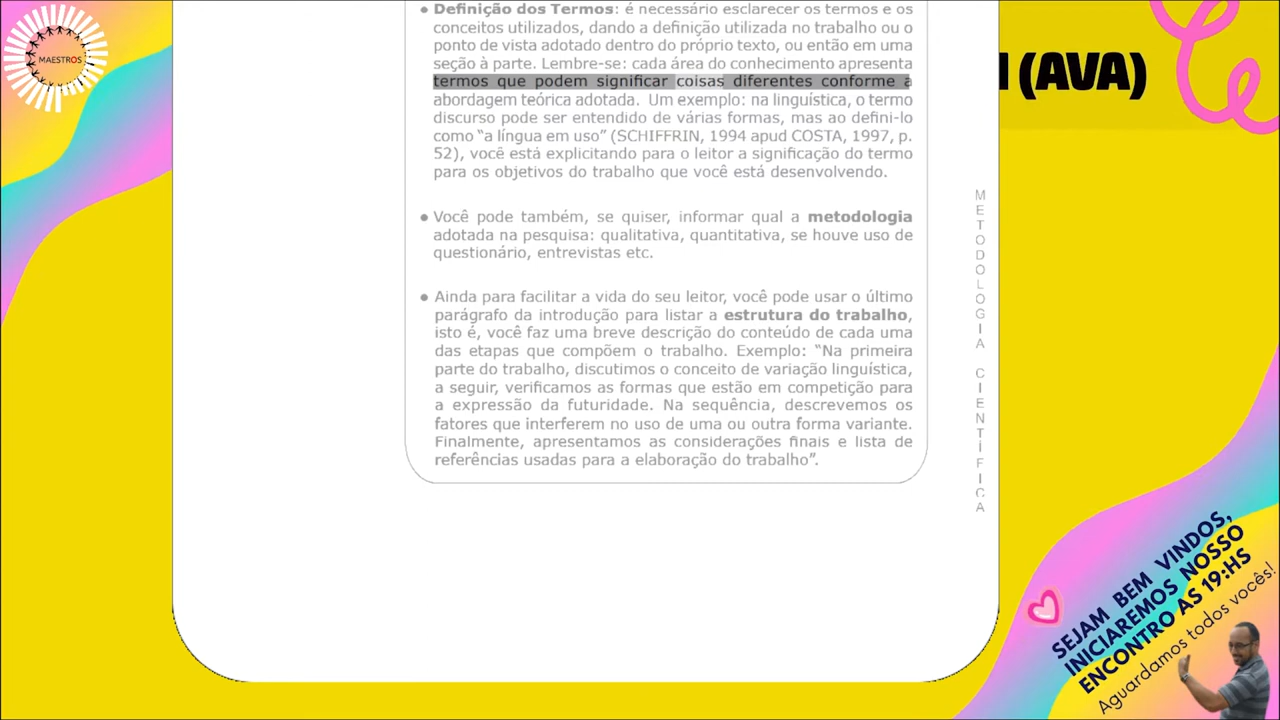 MAESTROS
I (AVA)
● Definição dos Termos: é necessário esclarecer os termos e os
conceitos utilizados, dando a definição utilizada no trabalho ou o
ponto de vista adotado dentro do próprio texto, ou então em uma
seção à parte. Lembre-se: cada área do conhecimento apresenta
termos que podem significar coisas diferentes conforme a
abordagem teórica adotada. Um exemplo: na linguística, o termo
discurso pode ser entendido de várias formas, mas ao defini-lo
como “a língua em uso” (SCHIFFRIN, 1994 apud COSTA, 1997, p.
52), você está explicitando para o leitor a significação do termo
para os objetivos do trabalho que você está desenvolvendo.
● Você pode também, se quiser, informar qual a metodologia
adotada na pesquisa: qualitativa, quantitativa, se houve uso de
questionário, entrevistas etc.
● Ainda para facilitar a vida do seu leitor, você pode usar o último
parágrafo da introdução para listar a estrutura do trabalho,
isto é, você faz uma breve descrição do conteúdo de cada uma
das etapas que compõem o trabalho. Exemplo: “Na primeira
parte do trabalho, discutimos o conceito de variação linguística,
a seguir, verificamos as formas que estão em competição para
a expressão da futuridade. Na sequência, descrevemos os
fatores que interferem no uso de uma ou outra forma variante.
Finalmente, apresentamos as considerações finais e lista de
referências usadas para a elaboração do trabalho”.
METODOLOGIA CIENTÍFICA
SEJAM BEM VINDOS,
INICIAREMOS NOSSO
ENCONTRO AS 19:HS
Aguardamos todos vocês!